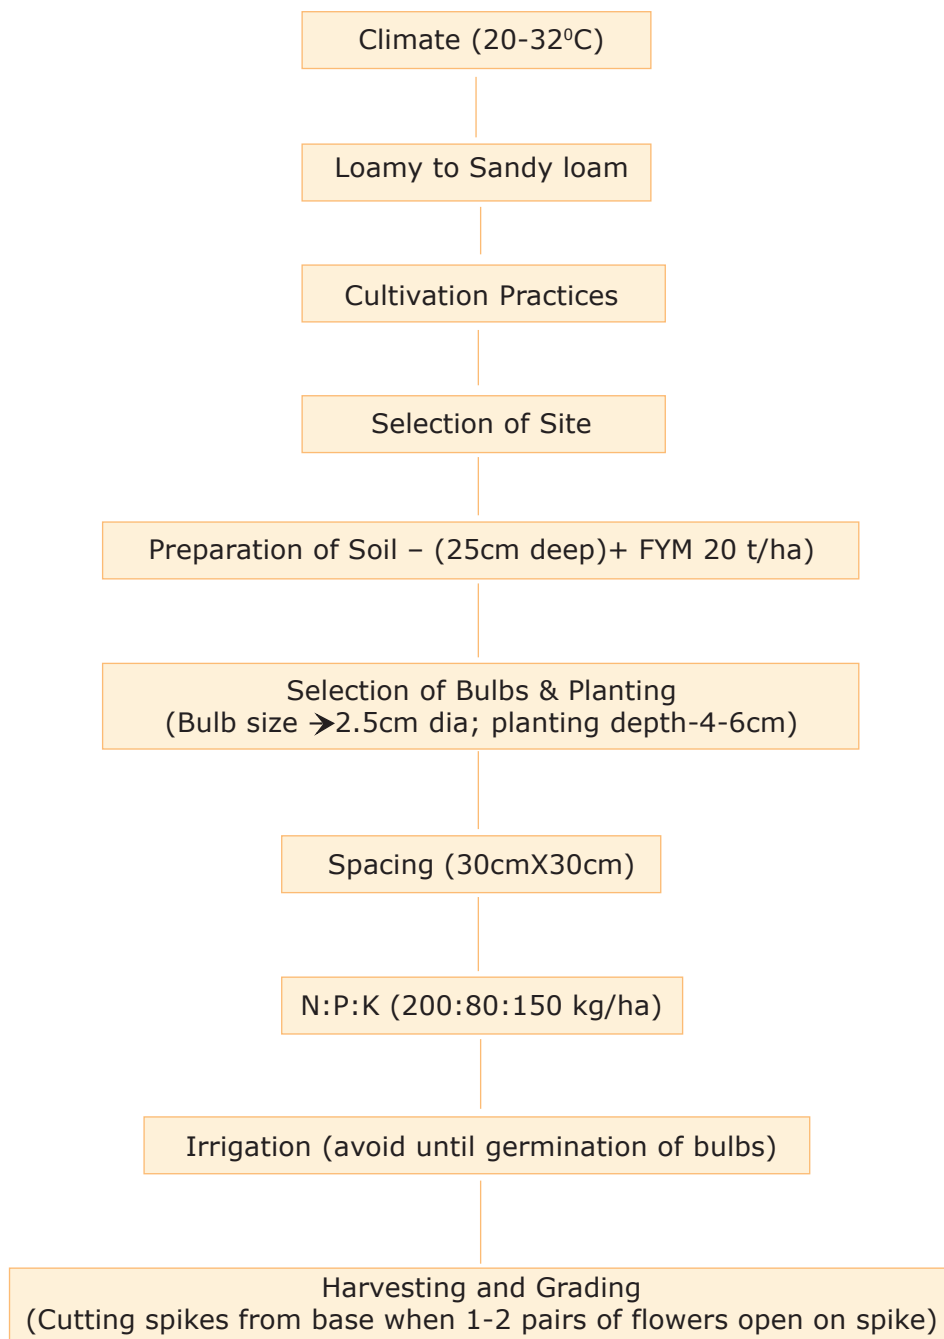 Climate (20-32⁰C)
Loamy to Sandy loam
Cultivation Practices
Selection of Site
Preparation of Soil – (25cm deep)+ FYM 20 t/ha)
Selection of Bulbs & Planting
(Bulb size ➔2.5cm dia; planting depth-4-6cm)
Spacing (30cmX30cm)
N:P:K (200:80:150 kg/ha)
Irrigation (avoid until germination of bulbs)
Harvesting and Grading
(Cutting spikes from base when 1-2 pairs of flowers open on spike)